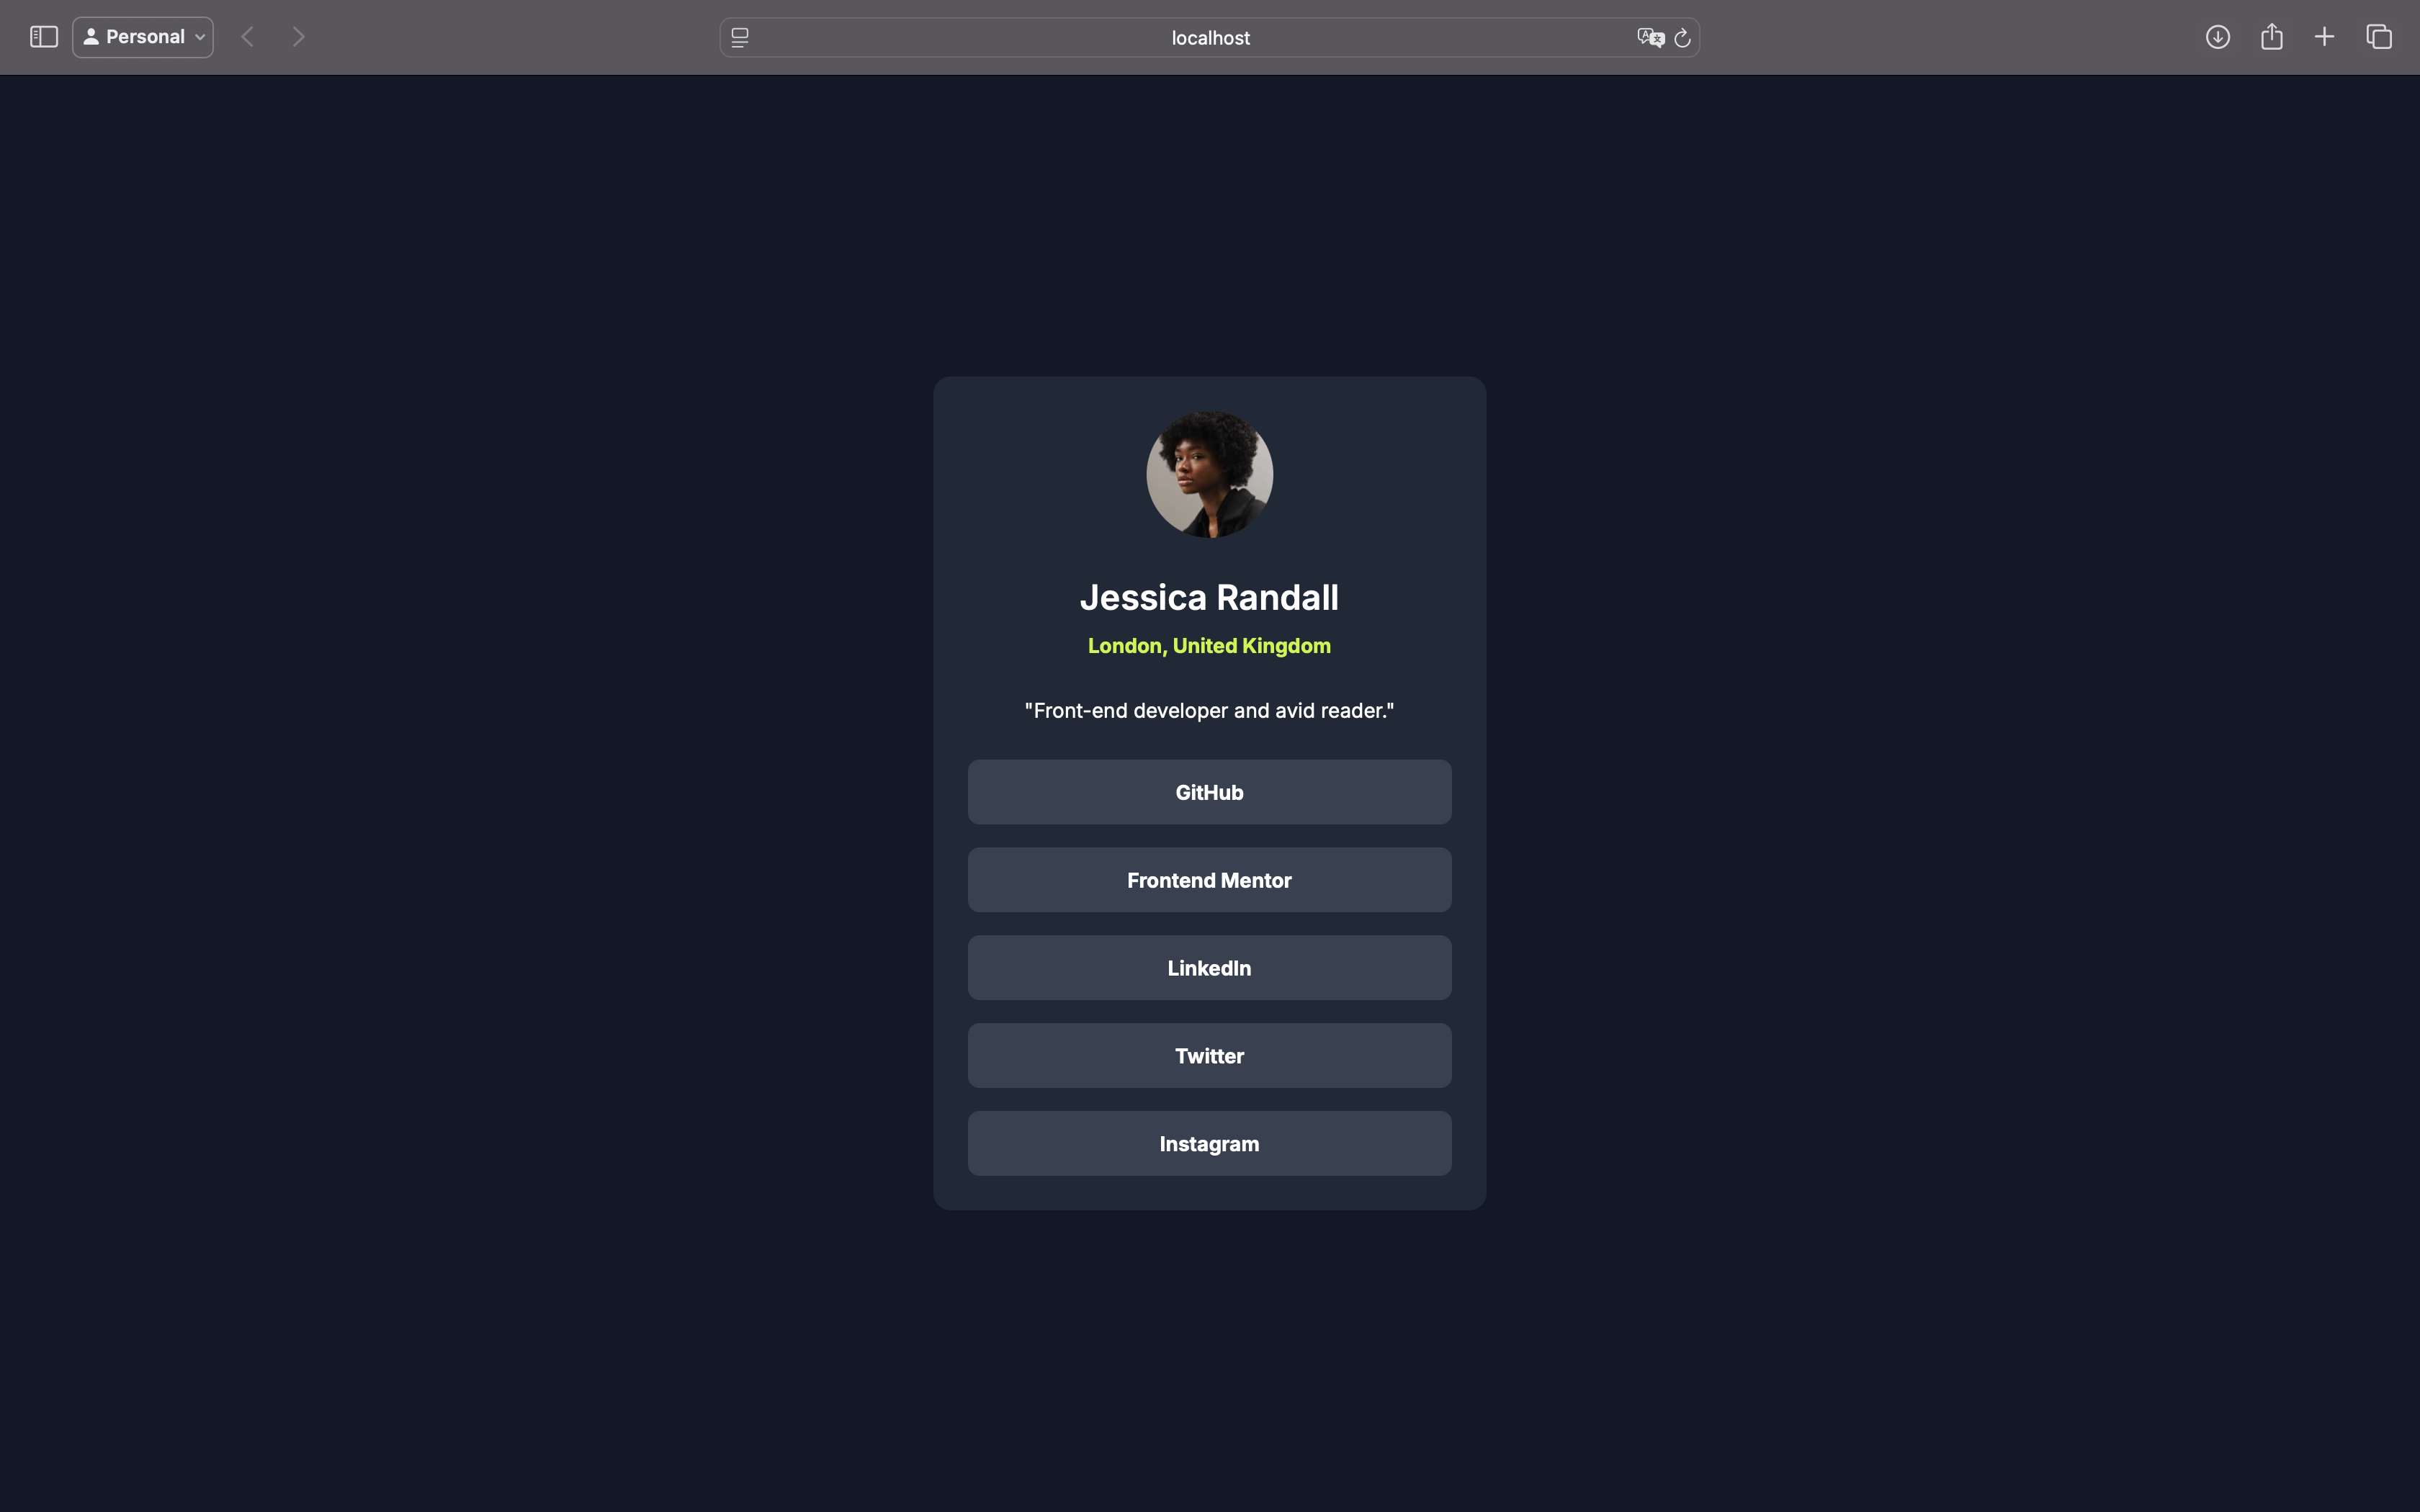 Personal
localhost
Jessica Randall
London, United Kingdom
"Front-end developer and avid reader."
GitHub
Frontend Mentor
LinkedIn
Twitter
Instagram